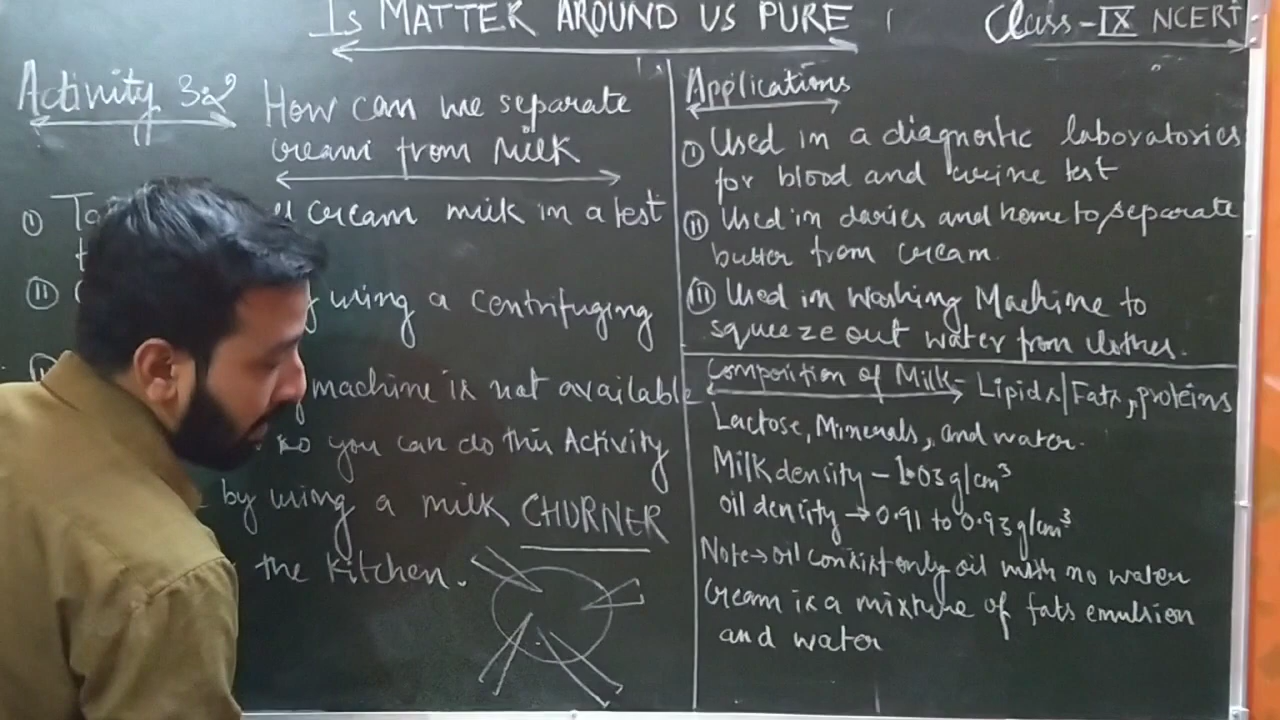 Is MATTER AROUND US PURE
Class-IX NCERT
Activity 3.2
How can we separate
cream from Milk
I
cream milk in a test
II
using a centrifuging
machine is not available
so you can do this Activity
by using a milk CHURNER
the kitchen.
Applications
I Used in a diagnostic laboratories
for blood and urine test
II Used in daries and home to separate
butter from cream.
III Used in Washing Machine to
squeeze out water from clothes.
Composition of Milk- Lipids/Fats, proteins
Lactose, Minerals, and water.
Milk density - 1.03 g/cm³
oil density → 0.91 to 0.93 g/cm³
Note → oil consist only oil with no water
Cream is a mixture of fats emulsion
and water